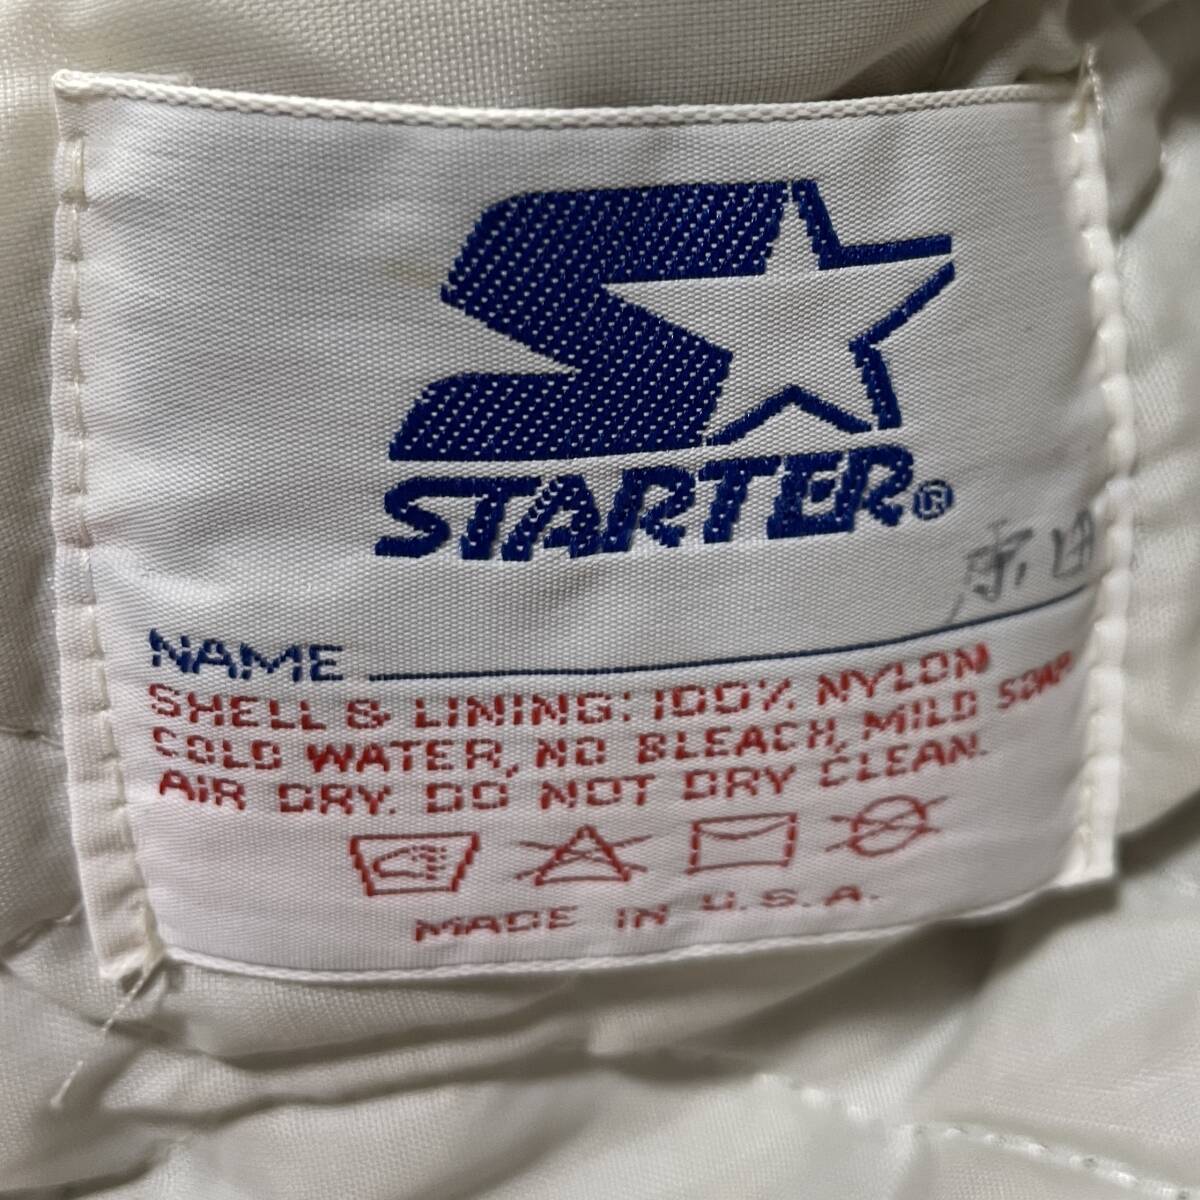 STARTER®
NAME
SHELL & LINING: 100% NYLON
COLD WATER, NO BLEACH, MILD SOAP
AIR DRY. DO NOT DRY CLEAN.
MADE IN U.S.A.